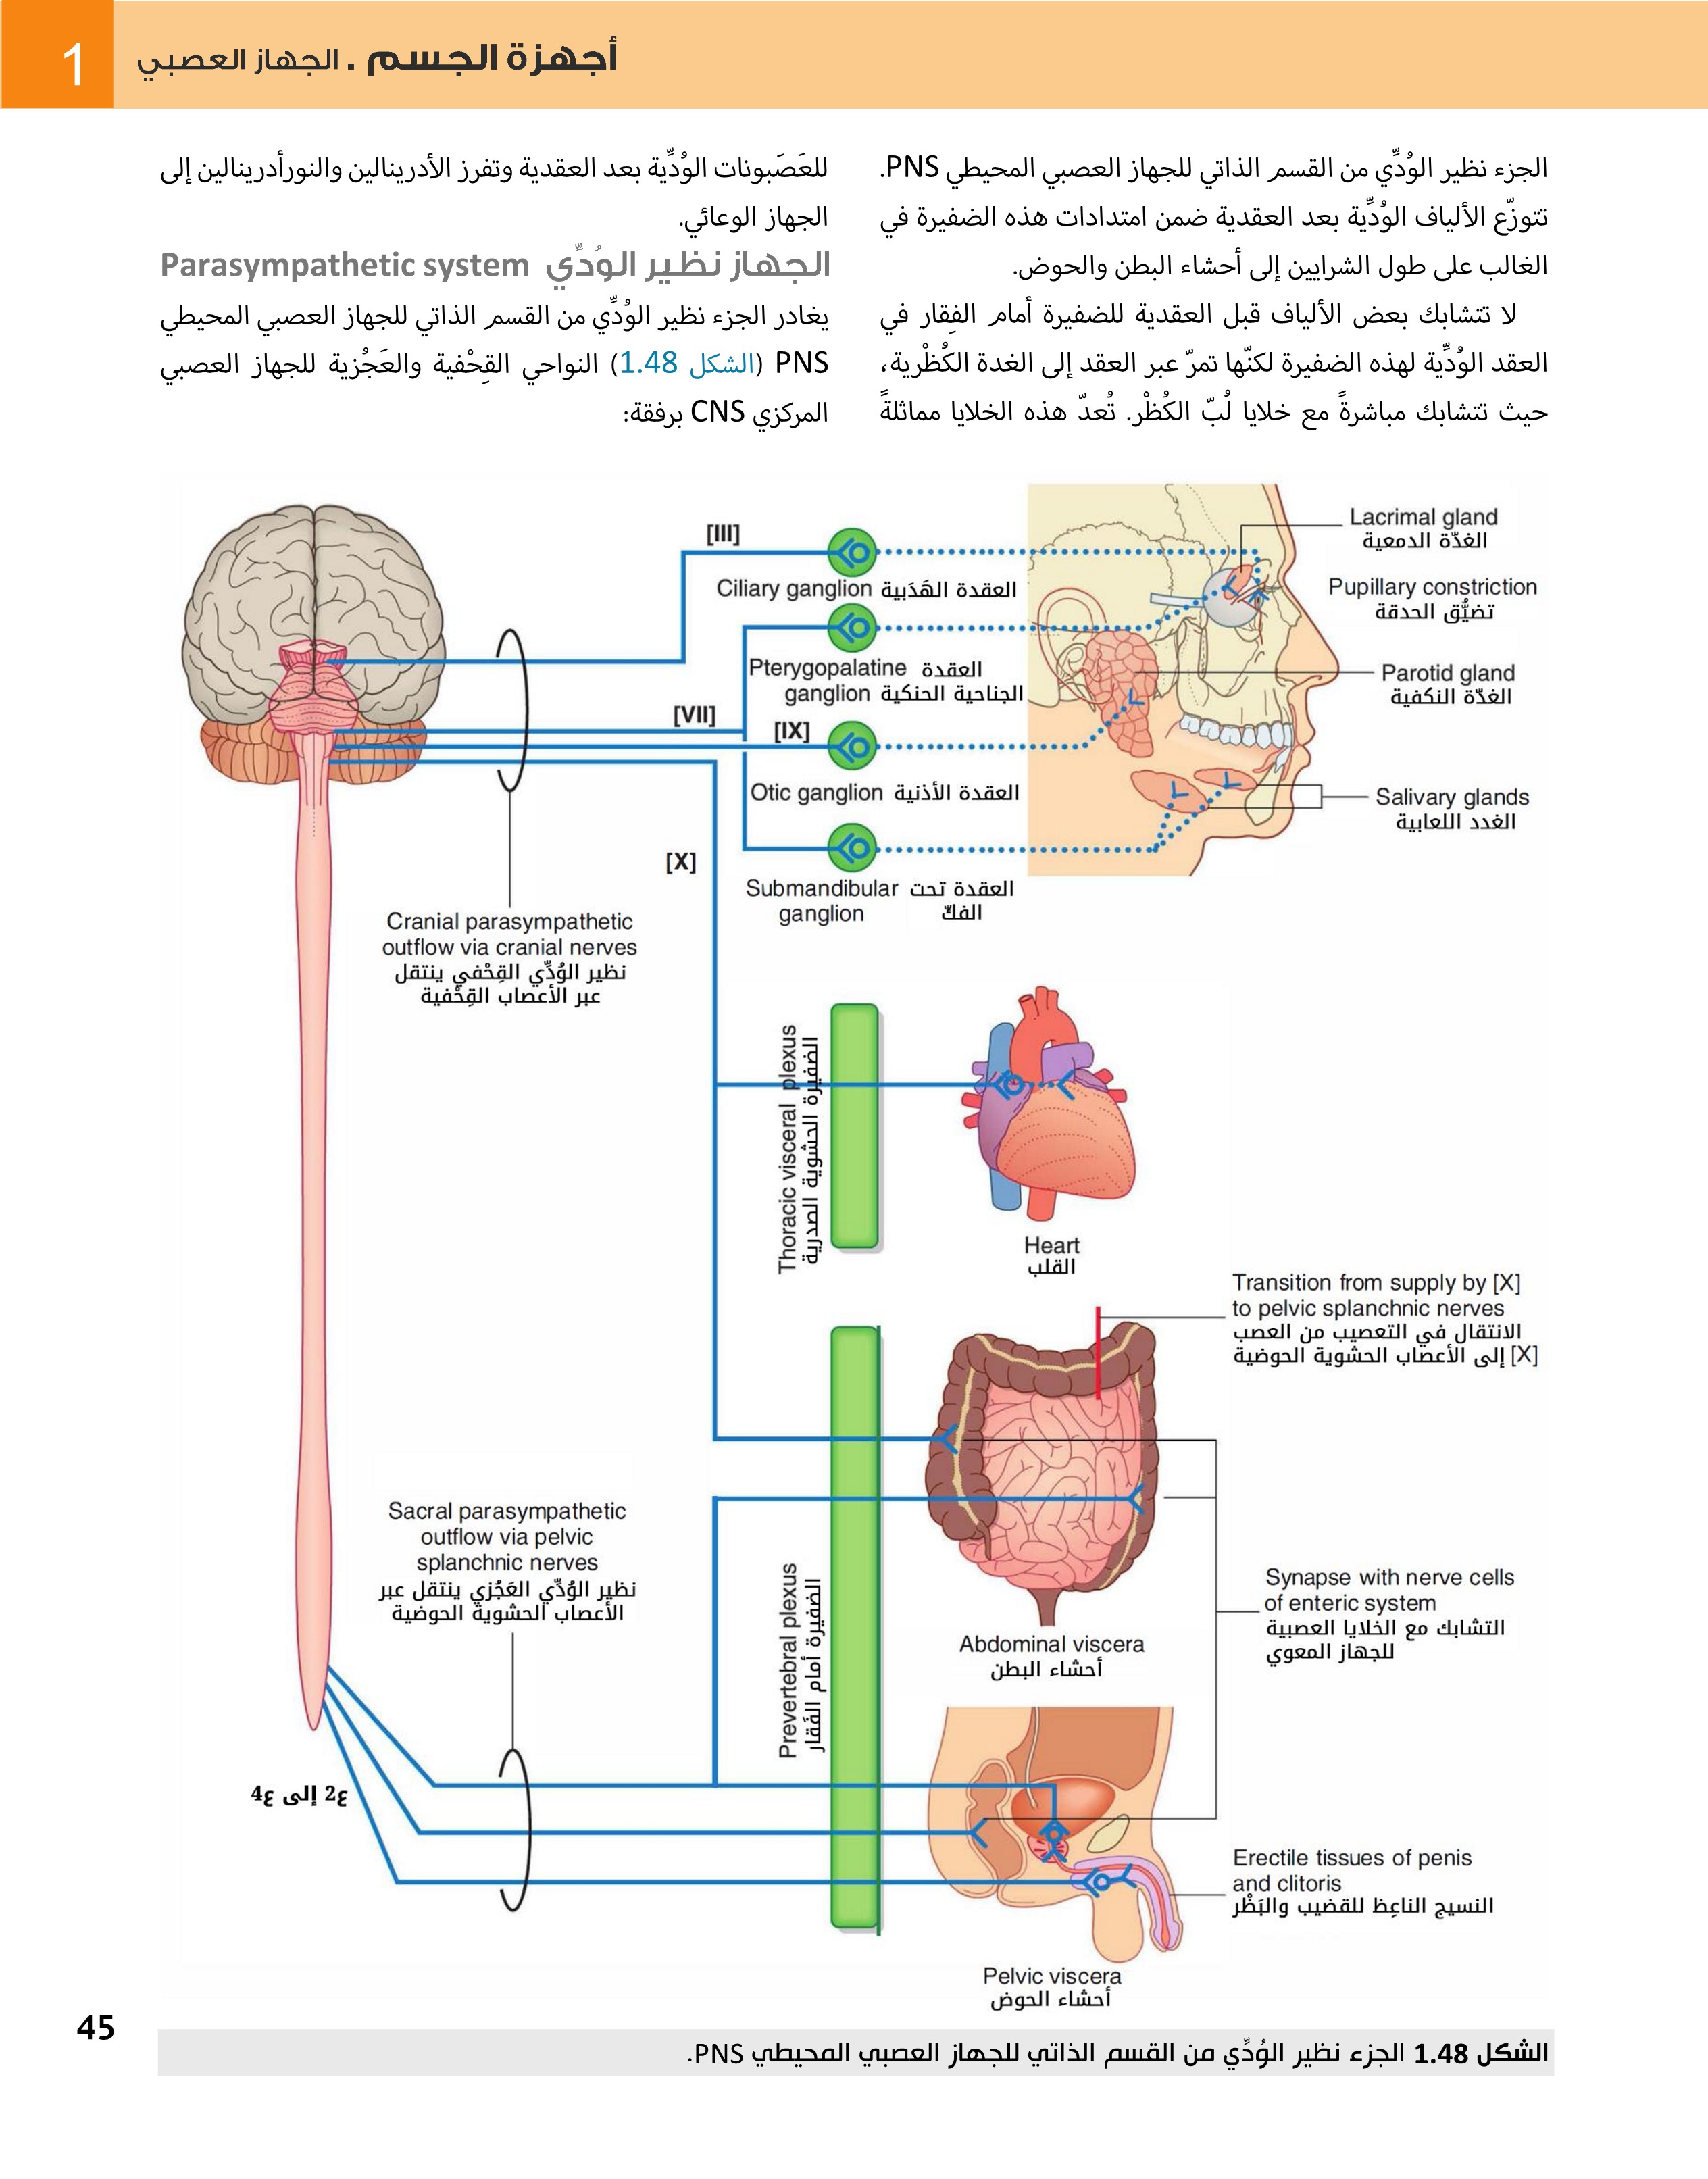 1
أجهزة الجسم . الجهاز العصبي
الجزء نظير الوُدِّي من القسم الذاتي للجهاز العصبي المحيطي PNS.
تتوزّع الألياف الوُدِّية بعد العقدية ضمن امتدادات هذه الضفيرة في
الغالب على طول الشرايين إلى أحشاء البطن والحوض.
لا تتشابك بعض الألياف قبل العقدية للضفيرة أمام الفِقار في
العقد الوُدِّية لهذه الضفيرة لكنّها تمرّ عبر العقد إلى الغدة الكُظْرية،
حيث تتشابك مباشرةً مع خلايا لُبّ الكُظْر. تُعدّ هذه الخلايا مماثلةً
للعَصَبونات الوُدِّية بعد العقدية وتفرز الأدرينالين والنورأدرينالين إلى
الجهاز الوعائي.
الجهاز نظير الوُدِّي Parasympathetic system
يغادر الجزء نظير الوُدِّي من القسم الذاتي للجهاز العصبي المحيطي
PNS (الشكل 1.48) النواحي القِحْفية والعَجُزية للجهاز العصبي
المركزي CNS برفقة:
[III]
Ciliary ganglion العقدة الهَدَبية
Pterygopalatine العقدة
ganglion الجناحية الحنكية
[VII]
[IX]
Otic ganglion العقدة الأذنية
[X]
Submandibular العقدة تحت
ganglion الفكّ
Lacrimal gland
الغدّة الدمعية
Pupillary constriction
تضيُّق الحدقة
Parotid gland
الغدّة النكفية
Salivary glands
الغدد اللعابية
Cranial parasympathetic
outflow via cranial nerves
نظير الوُدِّي القِحْفي ينتقل
عبر الأعصاب القِحْفية
Thoracic visceral plexus
الضفيرة الحشوية الصدرية
Heart
القلب
Transition from supply by [X]
to pelvic splanchnic nerves
الانتقال في التعصيب من العصب
[X] إلى الأعصاب الحشوية الحوضية
Sacral parasympathetic
outflow via pelvic
splanchnic nerves
نظير الوُدِّي العَجُزي ينتقل عبر
الأعصاب الحشوية الحوضية
Prevertebral plexus
الضفيرة أمام الفَقار
Abdominal viscera
أحشاء البطن
Synapse with nerve cells
of enteric system
التشابك مع الخلايا العصبية
للجهاز المعوي
ع2 إلى ع4
Erectile tissues of penis
and clitoris
النسيج الناعِظ للقضيب والبَظْر
Pelvic viscera
أحشاء الحوض
45
الشكل 1.48 الجزء نظير الوُدِّي من القسم الذاتي للجهاز العصبي المحيطي PNS.